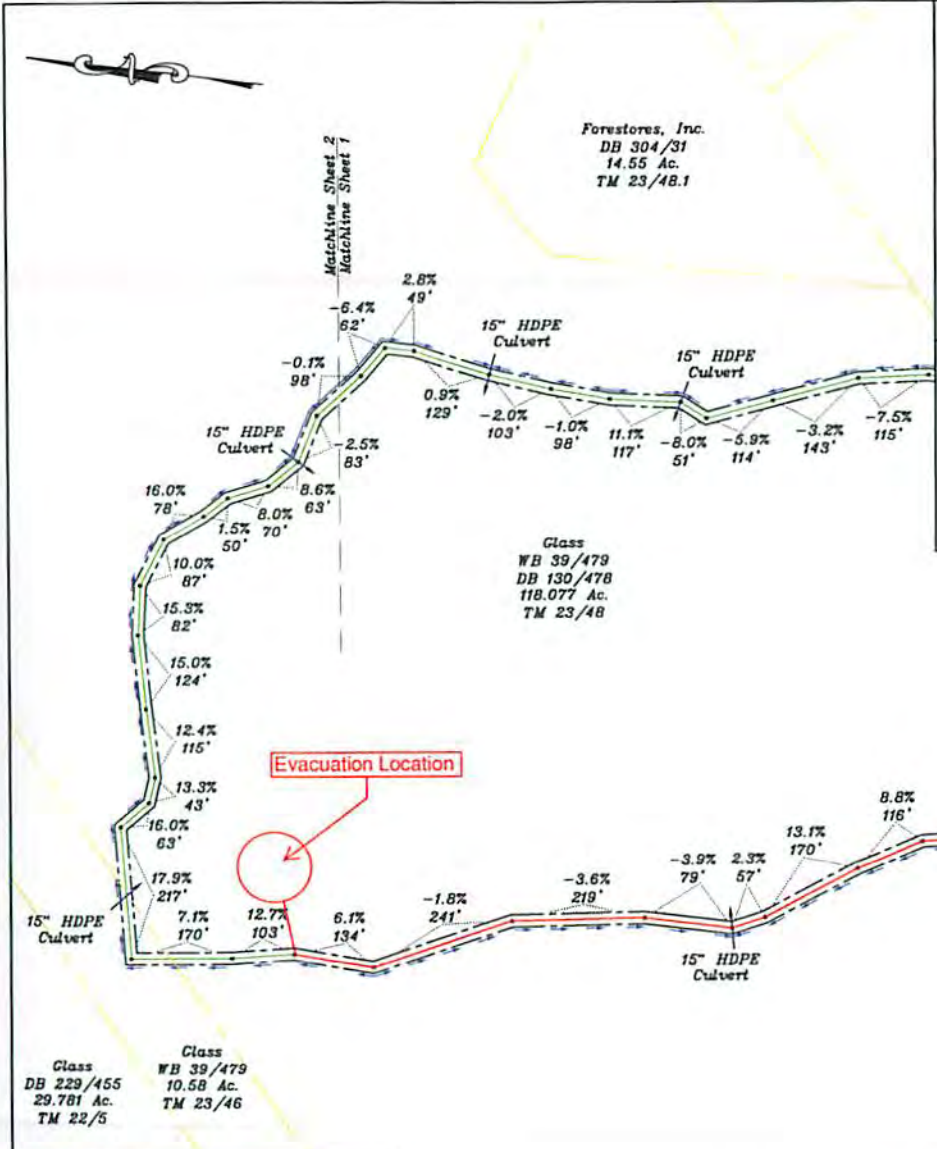 Forestores, Inc.
DB 304/31
14.55 Ac.
TM 23/48.1
Matchline Sheet 2
Matchline Sheet 1
2.8%
49'
-6.4%
62'
15" HDPE
Culvert
15" HDPE
Culvert
-0.1%
98'
0.9%
129'
-2.0%
103'
-1.0%
98'
11.1%
117'
-8.0%
51'
-5.9%
114'
-3.2%
143'
-7.5%
115'
15" HDPE
Culvert
-2.5%
83'
8.6%
63'
16.0%
78'
8.0%
70'
1.5%
50'
10.0%
87'
Glass
WB 39/479
DB 130/478
118.077 Ac.
TM 23/48
15.3%
82'
15.0%
124'
12.4%
115'
Evacuation Location
13.3%
43'
16.0%
63'
8.8%
116'
13.1%
170'
-3.9%
79'
2.3%
57'
-3.6%
219'
-1.8%
241'
17.9%
217'
15" HDPE
Culvert
7.1%
170'
12.7%
103'
6.1%
134'
15" HDPE
Culvert
Glass
DB 229/455
29.781 Ac.
TM 22/5
Glass
WB 39/479
10.58 Ac.
TM 23/46